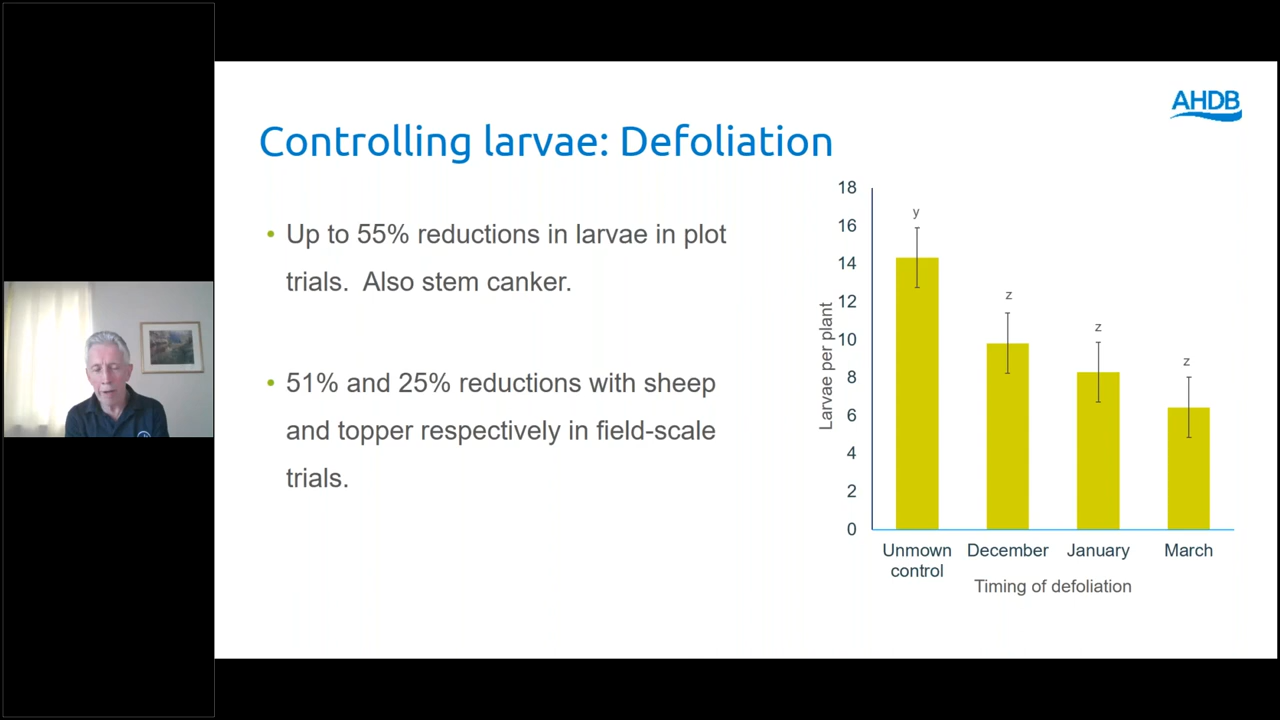 AHDB
Controlling larvae: Defoliation
• Up to 55% reductions in larvae in plot
trials.  Also stem canker.
• 51% and 25% reductions with sheep
and topper respectively in field-scale
trials.
18
16
14
12
10
8
6
4
2
0
Larvae per plant
y
z
z
z
Unmown
control
December
January
March
Timing of defoliation